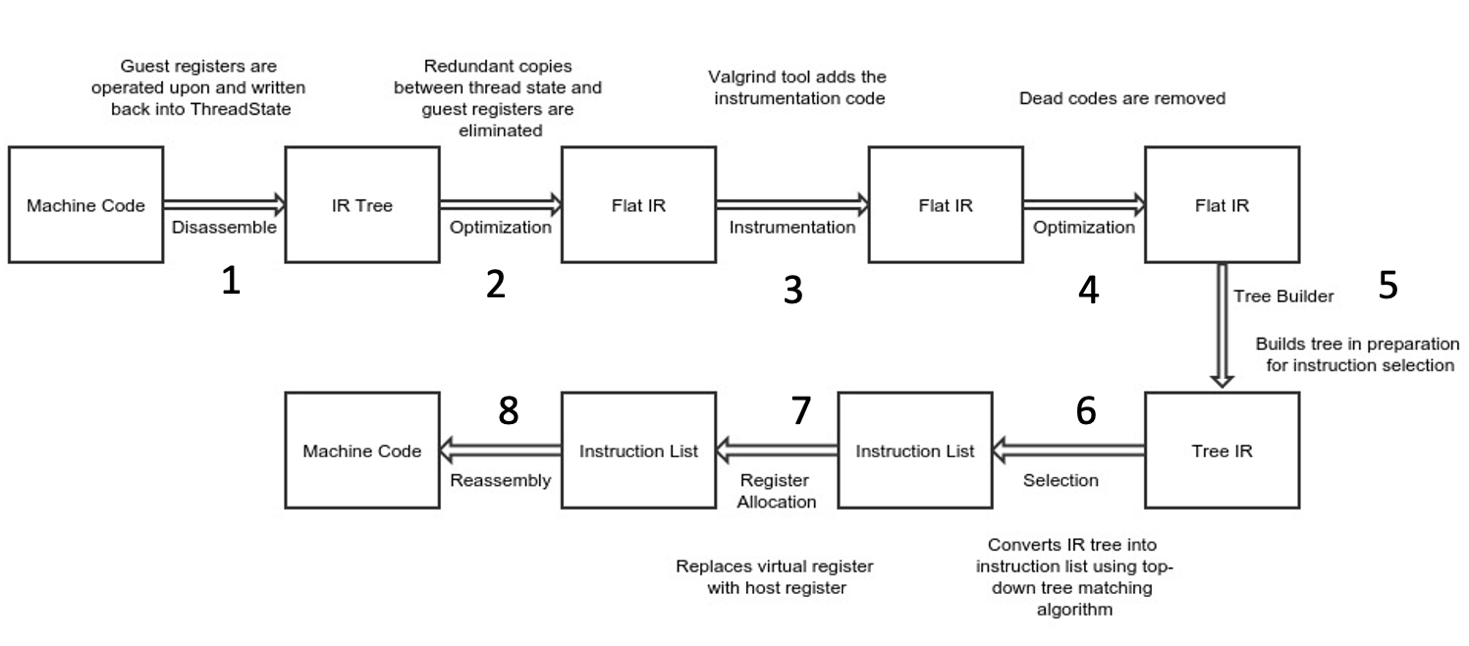 Guest registers are
operated upon and written
back into ThreadState
Redundant copies
between thread state and
guest registers are
eliminated
Valgrind tool adds the
instrumentation code
Dead codes are removed
Machine Code
Disassemble
1
IR Tree
Optimization
2
Flat IR
Instrumentation
3
Flat IR
Optimization
4
Flat IR
Tree Builder
5
Builds tree in preparation
for instruction selection
Tree IR
6
Selection
Converts IR tree into
instruction list using top-
down tree matching
algorithm
Instruction List
7
Register
Allocation
Replaces virtual register
with host register
Instruction List
8
Reassembly
Machine Code